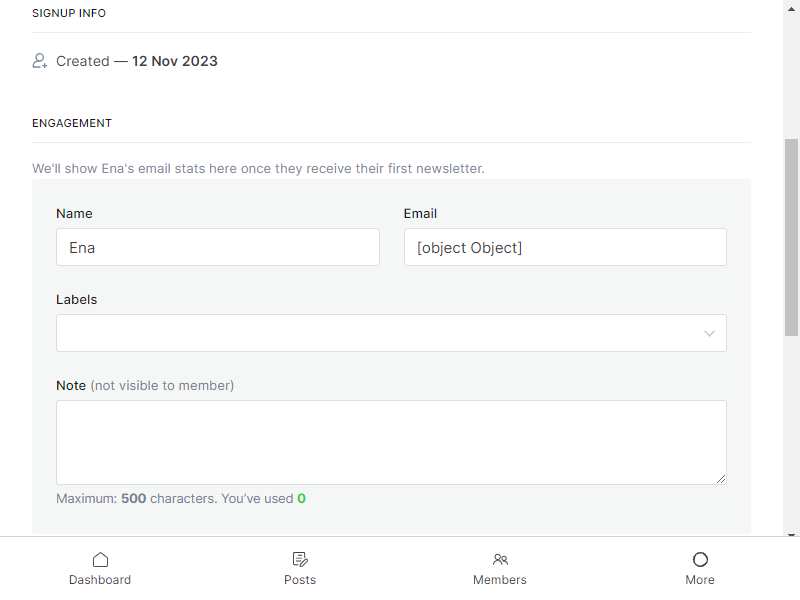 SIGNUP INFO
Created — 12 Nov 2023
ENGAGEMENT
We'll show Ena's email stats here once they receive their first newsletter.
Name
Email
Ena
[object Object]
Labels
Note (not visible to member)
Maximum: 500 characters. You've used 0
Dashboard
Posts
Members
More